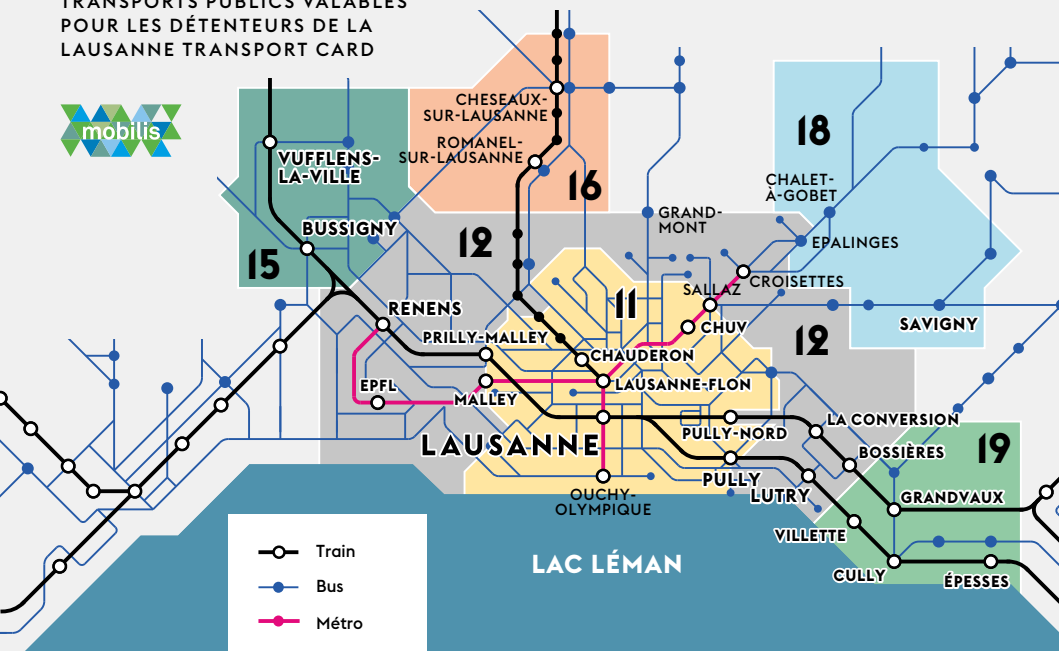 TRANSPORTS PUBLICS VALABLES
POUR LES DÉTENTEURS DE LA
LAUSANNE TRANSPORT CARD
mobilis
CHESEAUX-
SUR-LAUSANNE
ROMANEL-
SUR-LAUSANNE
VUFFLENS-
LA-VILLE
16
18
CHALET-
À-GOBET
GRAND-
MONT
BUSSIGNY
12
EPALINGES
15
CROISETTES
SALLAZ
11
RENENS
PRILLY-MALLEY
CHUV
12
SAVIGNY
CHAUDERON
EPFL
LAUSANNE-FLON
MALLEY
LA CONVERSION
PULLY-NORD
LAUSANNE
BOSSIÈRES
19
PULLY
LUTRY
GRANDVAUX
OUCHY-
OLYMPIQUE
VILLETTE
LAC LÉMAN
CULLY
ÉPESSES
Train
Bus
Métro